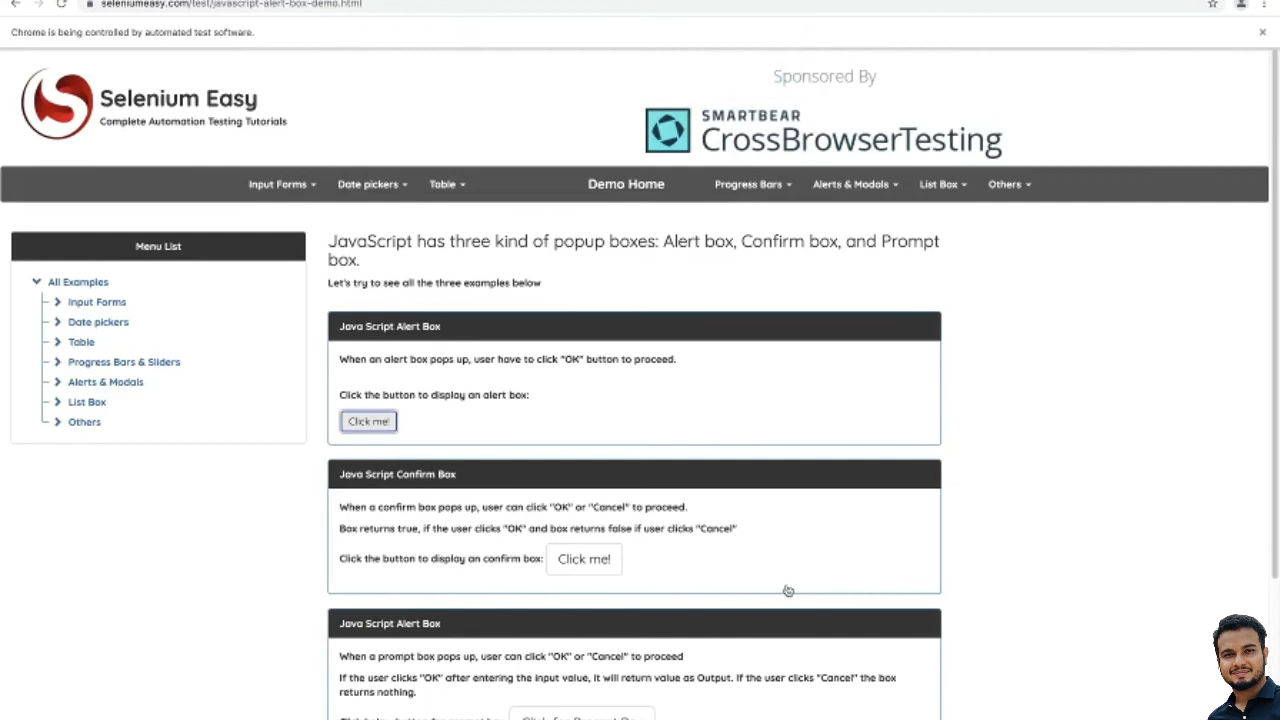 seleniumeasy.com/test/javascript-alert-box-demo.html
Chrome is being controlled by automated test software.
Selenium Easy
Complete Automation Testing Tutorials
Sponsored By
SMARTBEAR
CrossBrowserTesting
Input Forms
Date pickers
Table
Demo Home
Progress Bars
Alerts & Modals
List Box
Others
Menu List
All Examples
Input Forms
Date pickers
Table
Progress Bars & Sliders
Alerts & Modals
List Box
Others
JavaScript has three kind of popup boxes: Alert box, Confirm box, and Prompt
box.
Let's try to see all the three examples below
Java Script Alert Box
When an alert box pops up, user have to click "OK" button to proceed.
Click the button to display an alert box:
Click me!
Java Script Confirm Box
When a confirm box pops up, user can click "OK" or "Cancel" to proceed.
Box returns true, if the user clicks "OK" and box returns false if user clicks "Cancel"
Click the button to display an confirm box: Click me!
Java Script Alert Box
When a prompt box pops up, user can click "OK" or "Cancel" to proceed
If the user clicks "OK" after entering the input value, it will return value as Output. If the user clicks "Cancel" the box
returns nothing.